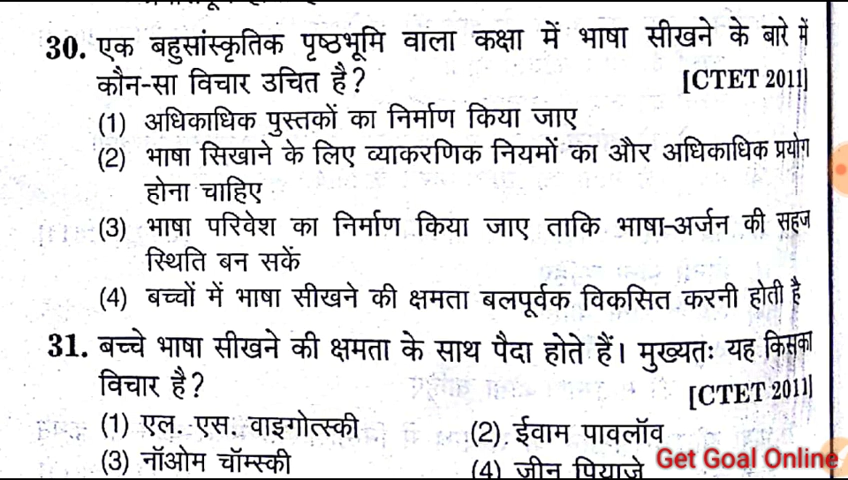 30. एक बहुसांस्कृतिक पृष्ठभूमि वाला कक्षा में भाषा सीखने के बारे में
कौन-सा विचार उचित है? [CTET 2011]
(1) अधिकाधिक पुस्तकों का निर्माण किया जाए
(2) भाषा सिखाने के लिए व्याकरणिक नियमों का और अधिकाधिक प्रयोग
होना चाहिए
(3) भाषा परिवेश का निर्माण किया जाए ताकि भाषा-अर्जन की सहज
स्थिति बन सकें
(4) बच्चों में भाषा सीखने की क्षमता बलपूर्वक विकसित करनी होती है
31. बच्चे भाषा सीखने की क्षमता के साथ पैदा होते हैं। मुख्यतः यह किसका
विचार है? [CTET 2011]
(1) एल. एस. वाइगोत्स्की (2) ईवाम पावलॉव
(3) नॉओम चॉम्स्की (4) जीन पियाजे
Get Goal Online